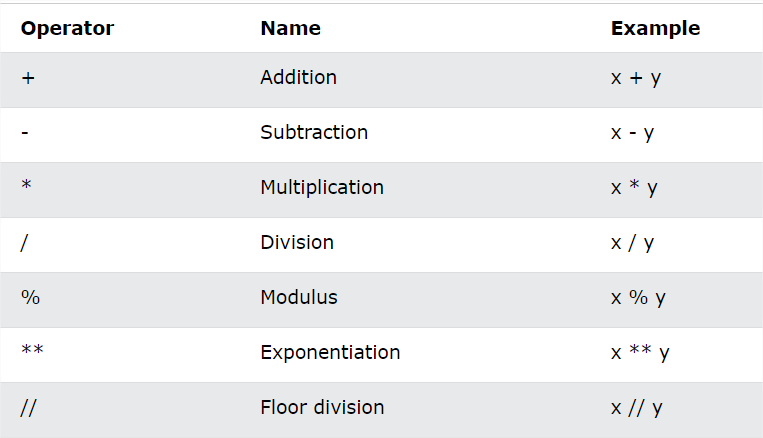 Operator Name Example
+ Addition x + y
- Subtraction x - y
* Multiplication x * y
/ Division x / y
% Modulus x % y
** Exponentiation x ** y
// Floor division x // y